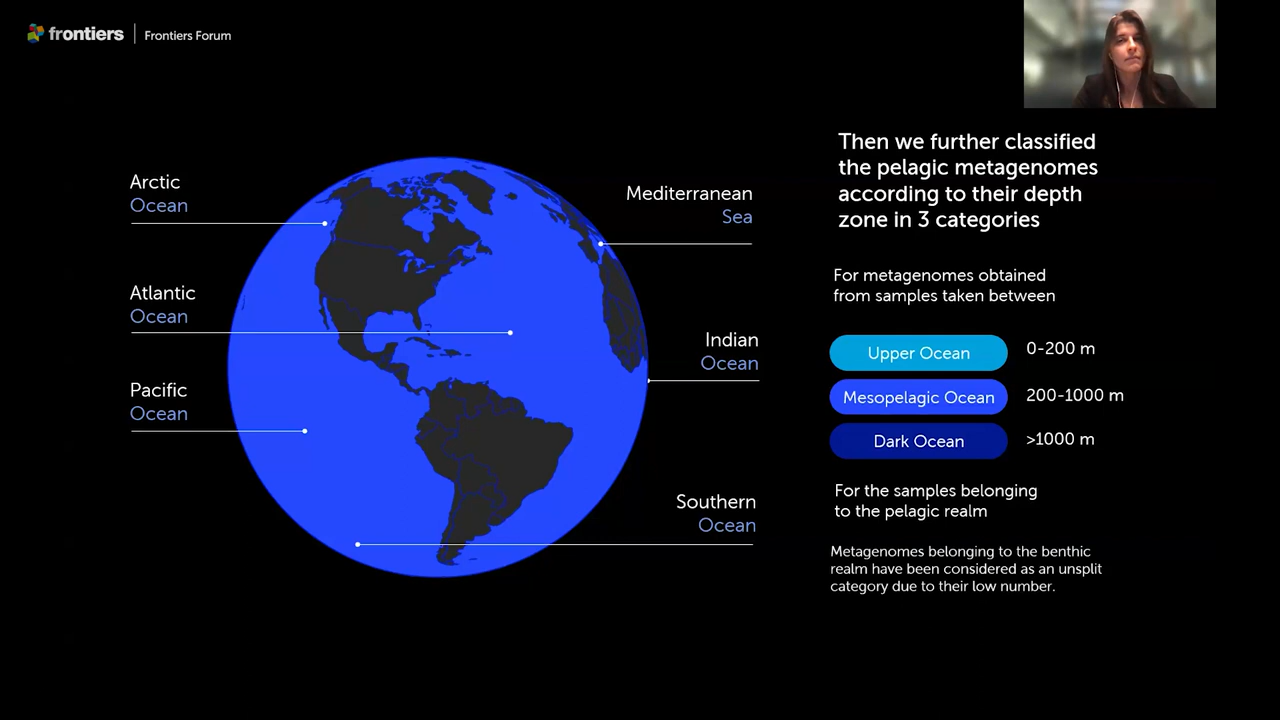 frontiers | Frontiers Forum
Arctic
Ocean
Atlantic
Ocean
Pacific
Ocean
Mediterranean
Sea
Indian
Ocean
Southern
Ocean
Then we further classified
the pelagic metagenomes
according to their depth
zone in 3 categories
For metagenomes obtained
from samples taken between
Upper Ocean 0-200 m
Mesopelagic Ocean 200-1000 m
Dark Ocean >1000 m
For the samples belonging
to the pelagic realm
Metagenomes belonging to the benthic
realm have been considered as an unsplit
category due to their low number.